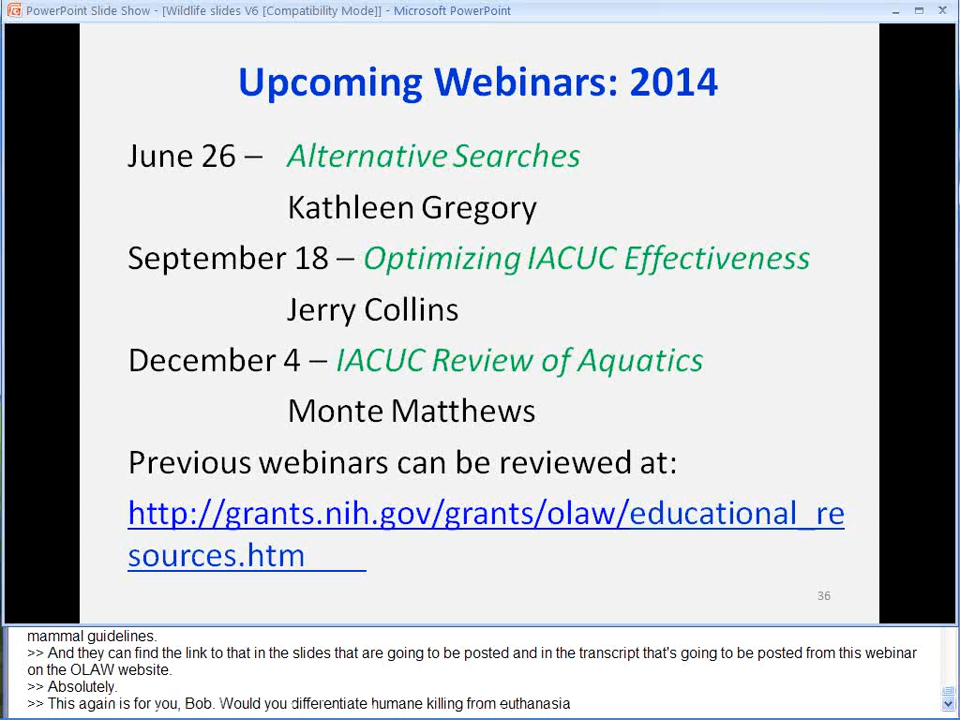 PowerPoint Slide Show - [Wildlife slides V6 [Compatibility Mode]] - Microsoft PowerPoint
Upcoming Webinars: 2014
June 26 – Alternative Searches
Kathleen Gregory
September 18 – Optimizing IACUC Effectiveness
Jerry Collins
December 4 – IACUC Review of Aquatics
Monte Matthews
Previous webinars can be reviewed at:
http://grants.nih.gov/grants/olaw/educational_re
sources.htm
36
mammal guidelines.
>> And they can find the link to that in the slides that are going to be posted and in the transcript that's going to be posted from this webinar
on the OLAW website.
>> Absolutely.
>> This again is for you, Bob. Would you differentiate humane killing from euthanasia